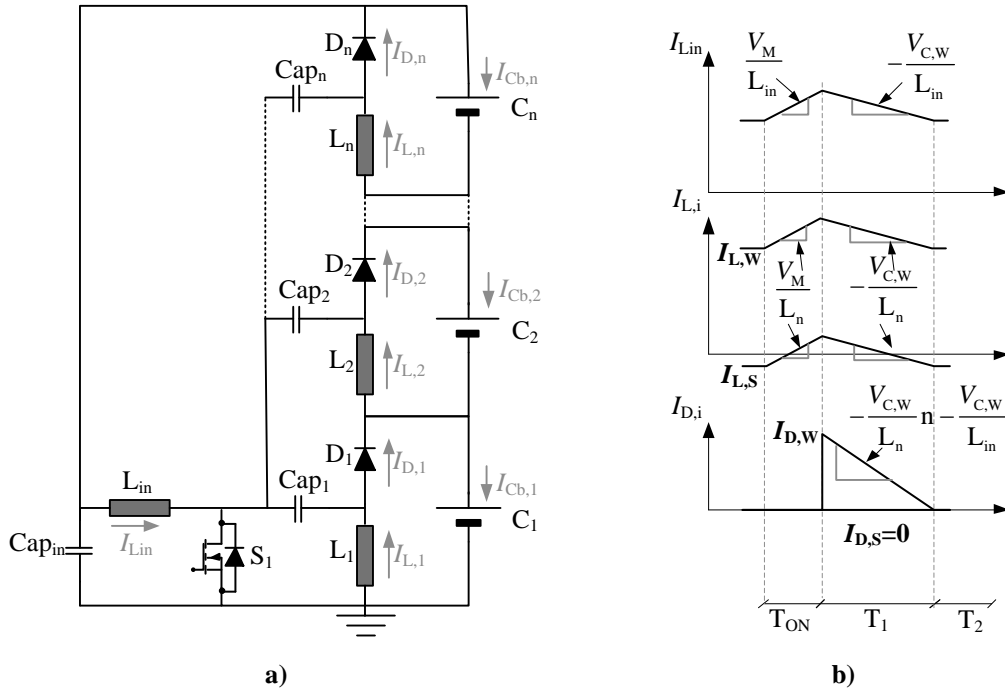 Dn
ID,n
Capn
ICb,n
Cn
Ln
IL,n
D2
ID,2
Cap2
ICb,2
C2
L2
IL,2
D1
ID,1
Lin
Cap1
ICb,1
C1
ILin
Capin
S1
L1
IL,1
a)
ILin
VM
Lin
− VC,W
Lin
IL,i
IL,W
VM
Ln
− VC,W
Ln
IL,S
ID,i
ID,W
− VC,W
Ln
n − VC,W
Lin
ID,S=0
TON
T1
T2
b)